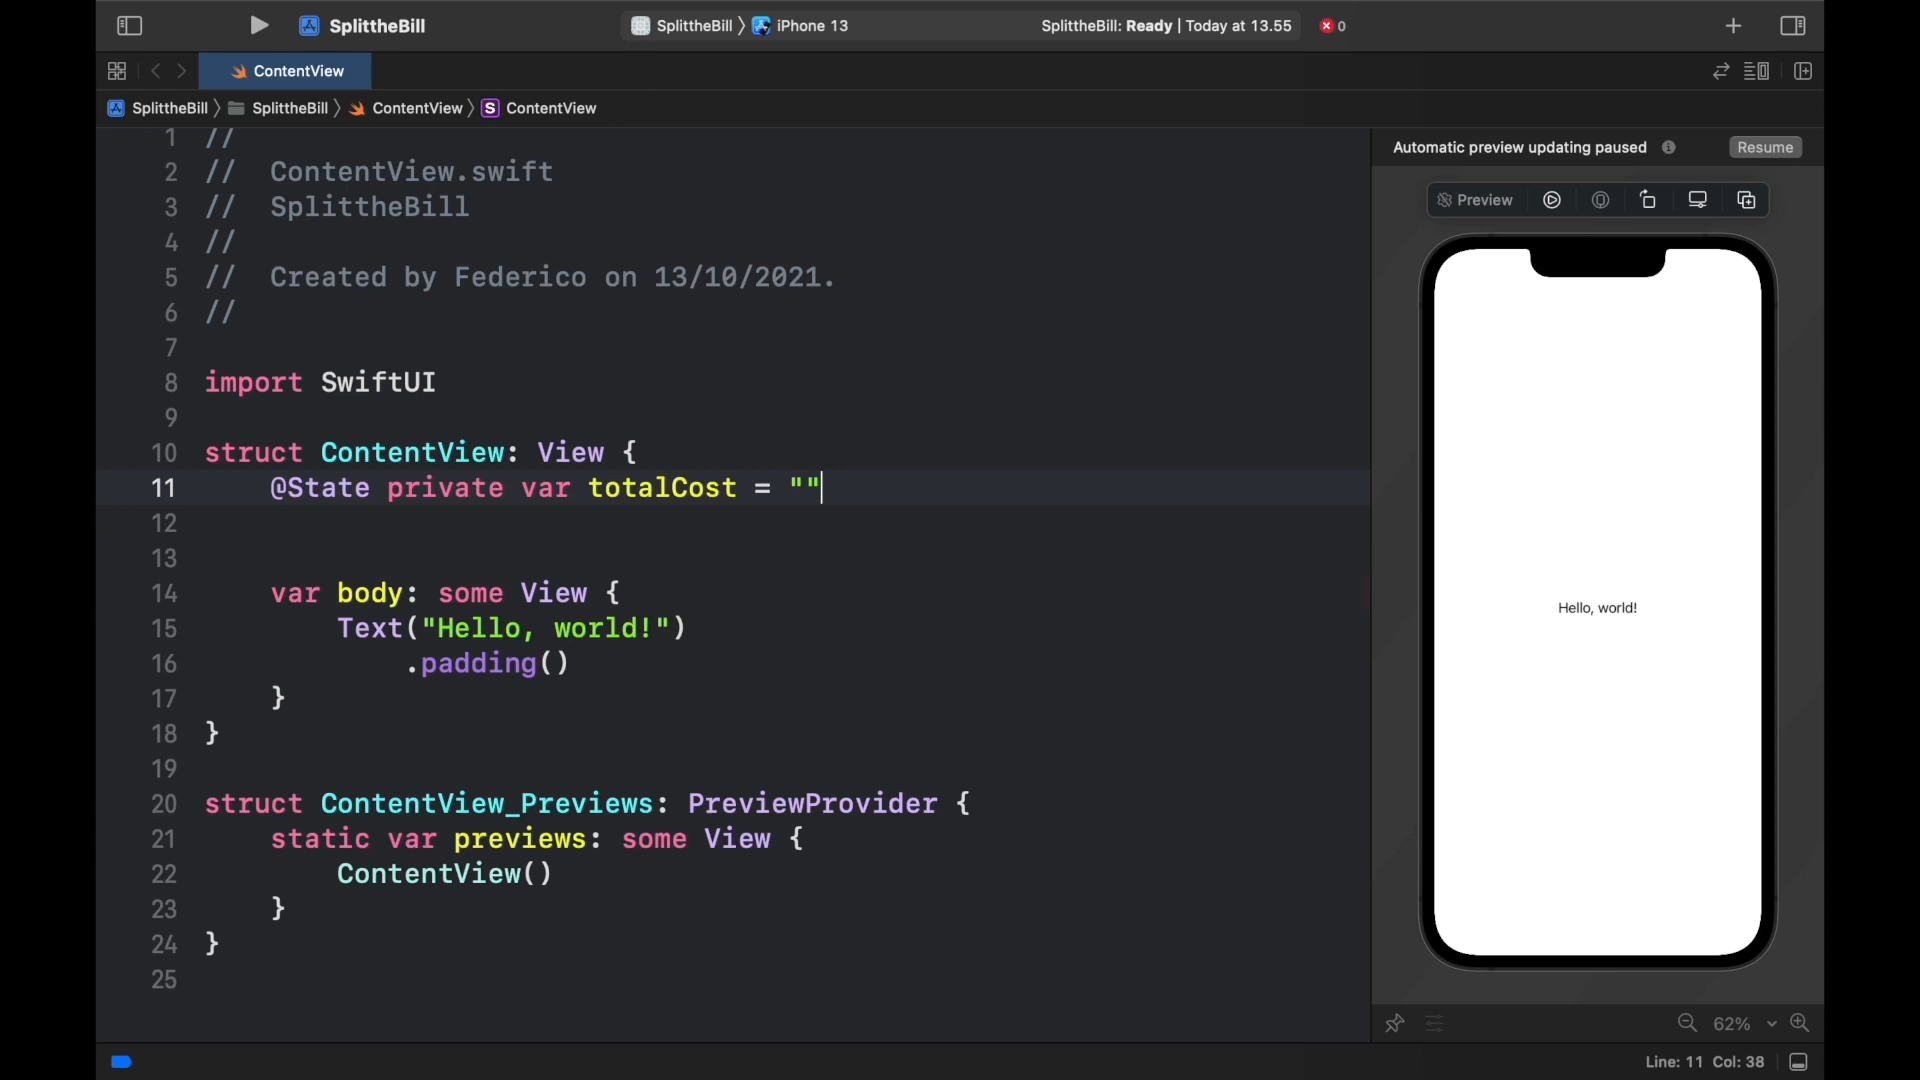 SplittheBill
SplittheBill 〉 iPhone 13
SplittheBill: Ready | Today at 13.55
0
ContentView
SplittheBill 〉 SplittheBill 〉 ContentView 〉 S ContentView
1 //
2 //  ContentView.swift
3 //  SplittheBill
4 //
5 //  Created by Federico on 13/10/2021.
6 //
7
8 import SwiftUI
9
10 struct ContentView: View {
11     @State private var totalCost = ""
12
13
14     var body: some View {
15         Text("Hello, world!")
16             .padding()
17     }
18 }
19
20 struct ContentView_Previews: PreviewProvider {
21     static var previews: some View {
22         ContentView()
23     }
24 }
25
Automatic preview updating paused
Resume
Preview
Hello, world!
62%
Line: 11 Col: 38